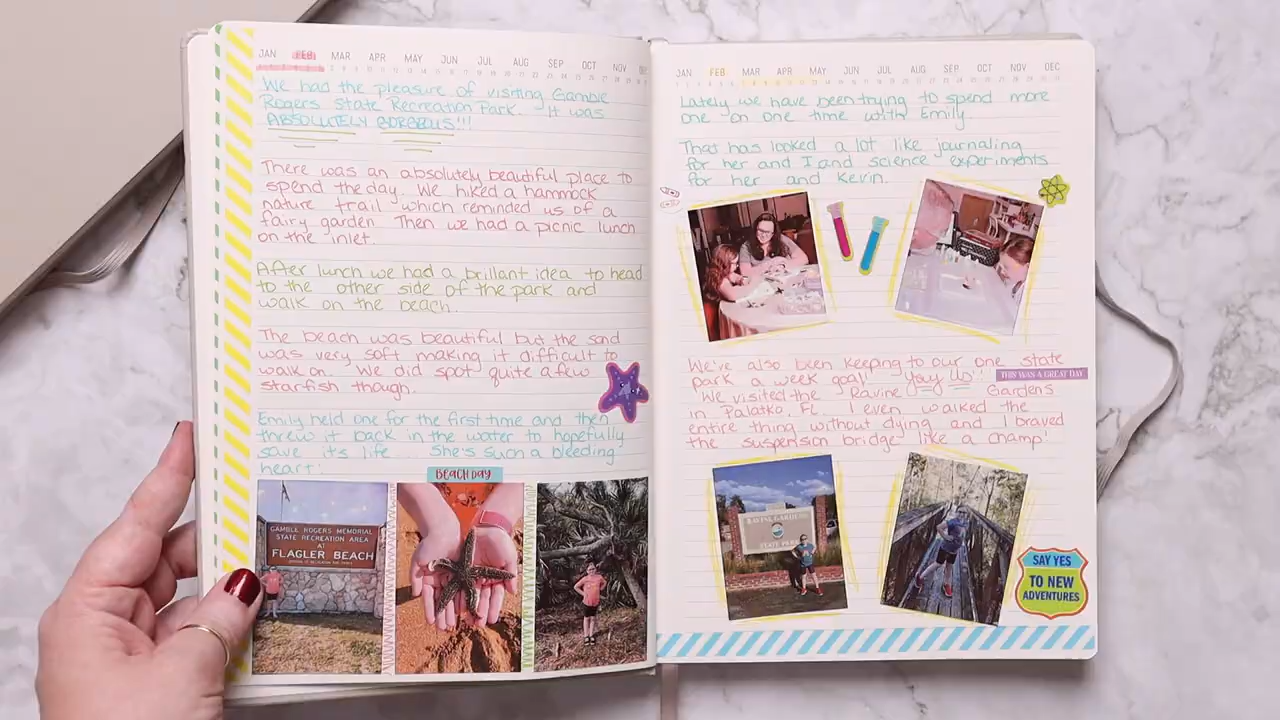 JAN FEB MAR APR MAY JUN JUL AUG SEP OCT NOV
We had the pleasure of visiting Gamble
Rogers State Recreation Park. It was
ABSOLUTELY GORGEOUS!!!
There was an absolutely beautiful place to
spend the day. We hiked a hammock
nature trail which reminded us of a
fairy garden. Then we had a picnic lunch
on the inlet.
After lunch we had a brillant idea to head
to the other side of the park and
walk on the beach.
The beach was beautiful but the sand
was very soft making it difficult to
walk on. We did spot quite a few
starfish though.
Emily held one for the first time and then
threw it back in the water to hopefully
save its life... She's such a bleeding
heart!
BEACH DAY
GAMBLE ROGERS MEMORIAL
STATE RECREATION AREA
AT
FLAGLER BEACH
JAN FEB MAR APR MAY JUN JUL AUG SEP OCT NOV DEC
Lately we have been trying to spend more
one on one time with Emily.
That has looked a lot like journaling
for her and I and science experiments
for her and Kevin.
We've also been keeping to our one state
park a week goal! Yay us!
THIS WAS A GREAT DAY
We visited the Ravine Gardens
in Palatka, FL. I even walked the
entire thing without dying and I braved
the suspension bridge like a champ!
RAVINE GARDENS
STATE PARK
SAY YES
TO NEW
ADVENTURES